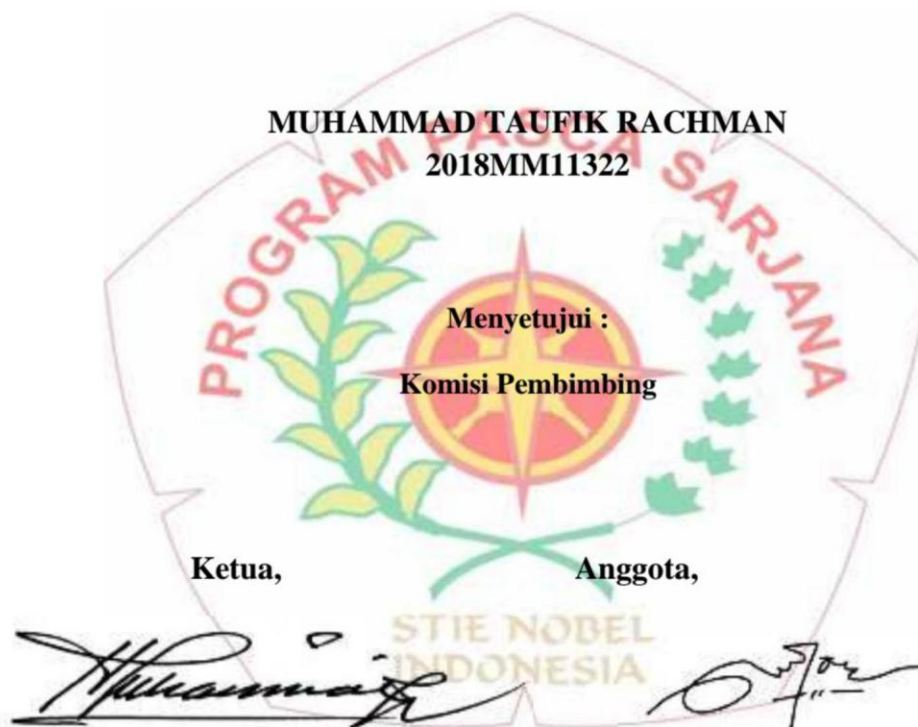 MUHAMMAD TAUFIK RACHMAN
2018MM11322
PROGRAM PASCA SARJANA
Menyetujui :
Komisi Pembimbing
Ketua,
Anggota,
STIE NOBEL
INDONESIA